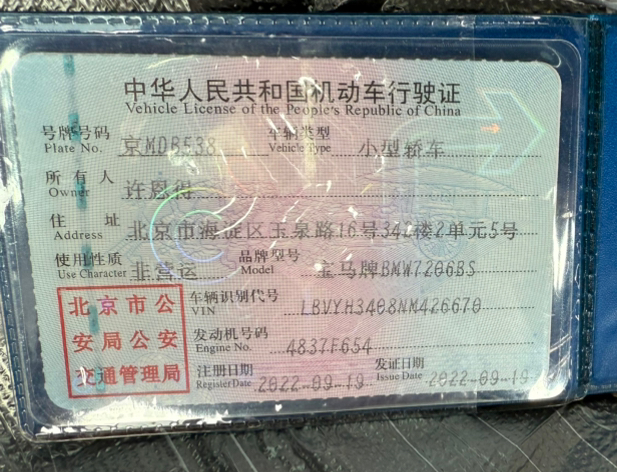 中华人民共和国机动车行驶证
Vehicle License of the People's Republic of China
号牌号码 京MDB538 车辆类型 小型轿车
Plate No. Vehicle Type
所有人 许恩
Owner
住址 北京市海淀区玉泉路16号342楼2单元5号
Address
使用性质 非营运 品牌型号 宝马牌BMW7206BS
Use Character Model
北京市公安局公安交通管理局
车辆识别代号 LBVYH3408NM426670
VIN
发动机号码 4837F654
Engine No.
注册日期 2022-09-19 发证日期 2022-09-19
Register Date Issue Date